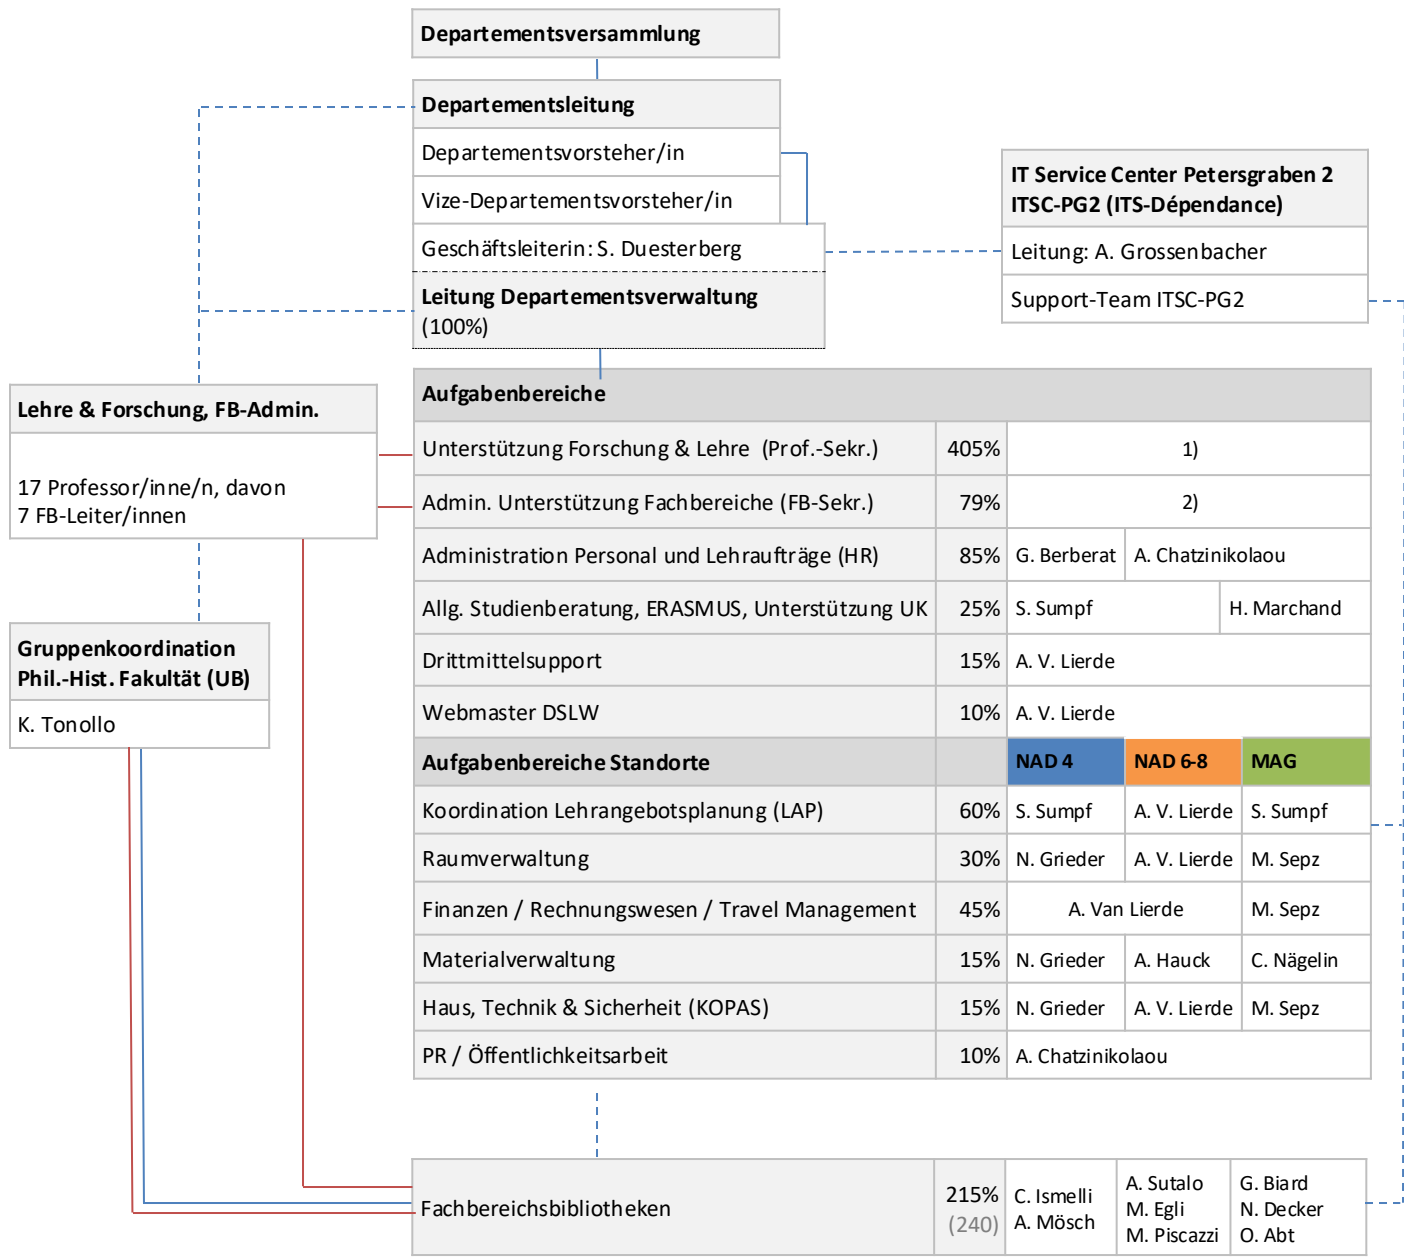 Departementsversammlung
Departementsleitung
Departementsvorsteher/in
Vize-Departementsvorsteher/in
Geschäftsleiterin: S. Duesterberg
Leitung Departementsverwaltung
(100%)
IT Service Center Petersgraben 2
ITSC-PG2 (ITS-Dépendance)
Leitung: A. Grossenbacher
Support-Team ITSC-PG2
Lehre & Forschung, FB-Admin.
17 Professor/inne/n, davon
7 FB-Leiter/innen
Gruppenkoordination
Phil.-Hist. Fakultät (UB)
K. Tonollo
Aufgabenbereiche
Unterstützung Forschung & Lehre (Prof.-Sekr.) 405% 1)
Admin. Unterstützung Fachbereiche (FB-Sekr.) 79% 2)
Administration Personal und Lehraufträge (HR) 85% G. Berberat A. Chatzinikolaou
Allg. Studienberatung, ERASMUS, Unterstützung UK 25% S. Sumpf H. Marchand
Drittmittelsupport 15% A. V. Lierde
Webmaster DSLW 10% A. V. Lierde
Aufgabenbereiche Standorte NAD 4 NAD 6-8 MAG
Koordination Lehrangebotsplanung (LAP) 60% S. Sumpf A. V. Lierde S. Sumpf
Raumverwaltung 30% N. Grieder A. V. Lierde M. Sepz
Finanzen / Rechnungswesen / Travel Management 45% A. Van Lierde M. Sepz
Materialverwaltung 15% N. Grieder A. Hauck C. Nägelin
Haus, Technik & Sicherheit (KOPAS) 15% N. Grieder A. V. Lierde M. Sepz
PR / Öffentlichkeitsarbeit 10% A. Chatzinikolaou
Fachbereichsbibliotheken
215%
(240)
C. Ismelli
A. Mösch
A. Sutalo
M. Egli
M. Piscazzi
G. Biard
N. Decker
O. Abt